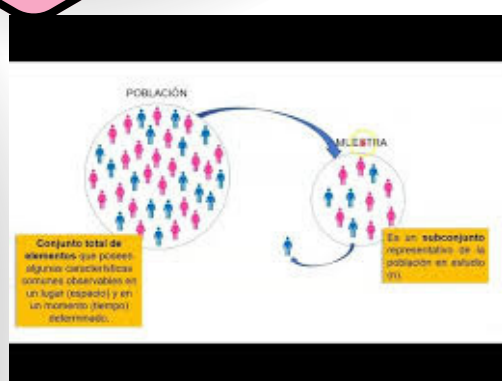 POBLACIÓN
MUESTRA
Conjunto total de
elementos que poseen
algunas características
comunes observables en
un lugar (espacio) y en
un momento (tiempo)
determinado.
Es un subconjunto
representativo de la
población en estudio
(n).